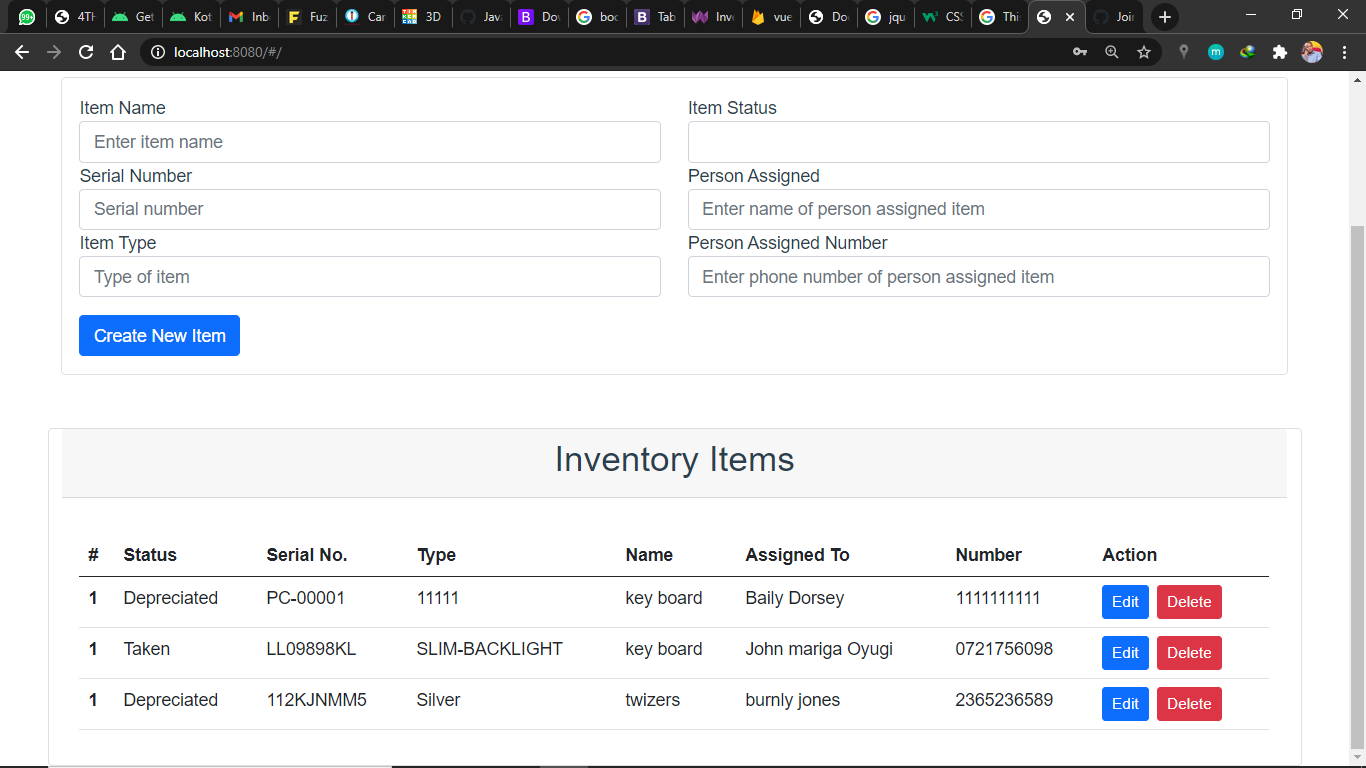 99+ 4TH Get Kot Inb Fuz Car 3D Java Dov boo Dov boo Tab Inve vue Doc jqu CSS Thi Join
localhost:8080/#/
m
Item Name Item Status
Enter item name
Serial Number Person Assigned
Serial number Enter name of person assigned item
Item Type Person Assigned Number
Type of item Enter phone number of person assigned item
Create New Item
Inventory Items
# Status Serial No. Type Name Assigned To Number Action
1 Depreciated PC-00001 11111 key board Baily Dorsey 1111111111 Edit Delete
1 Taken LL09898KL SLIM-BACKLIGHT key board John mariga Oyugi 0721756098 Edit Delete
1 Depreciated 112KJNMM5 Silver twizers burnly jones 2365236589 Edit Delete